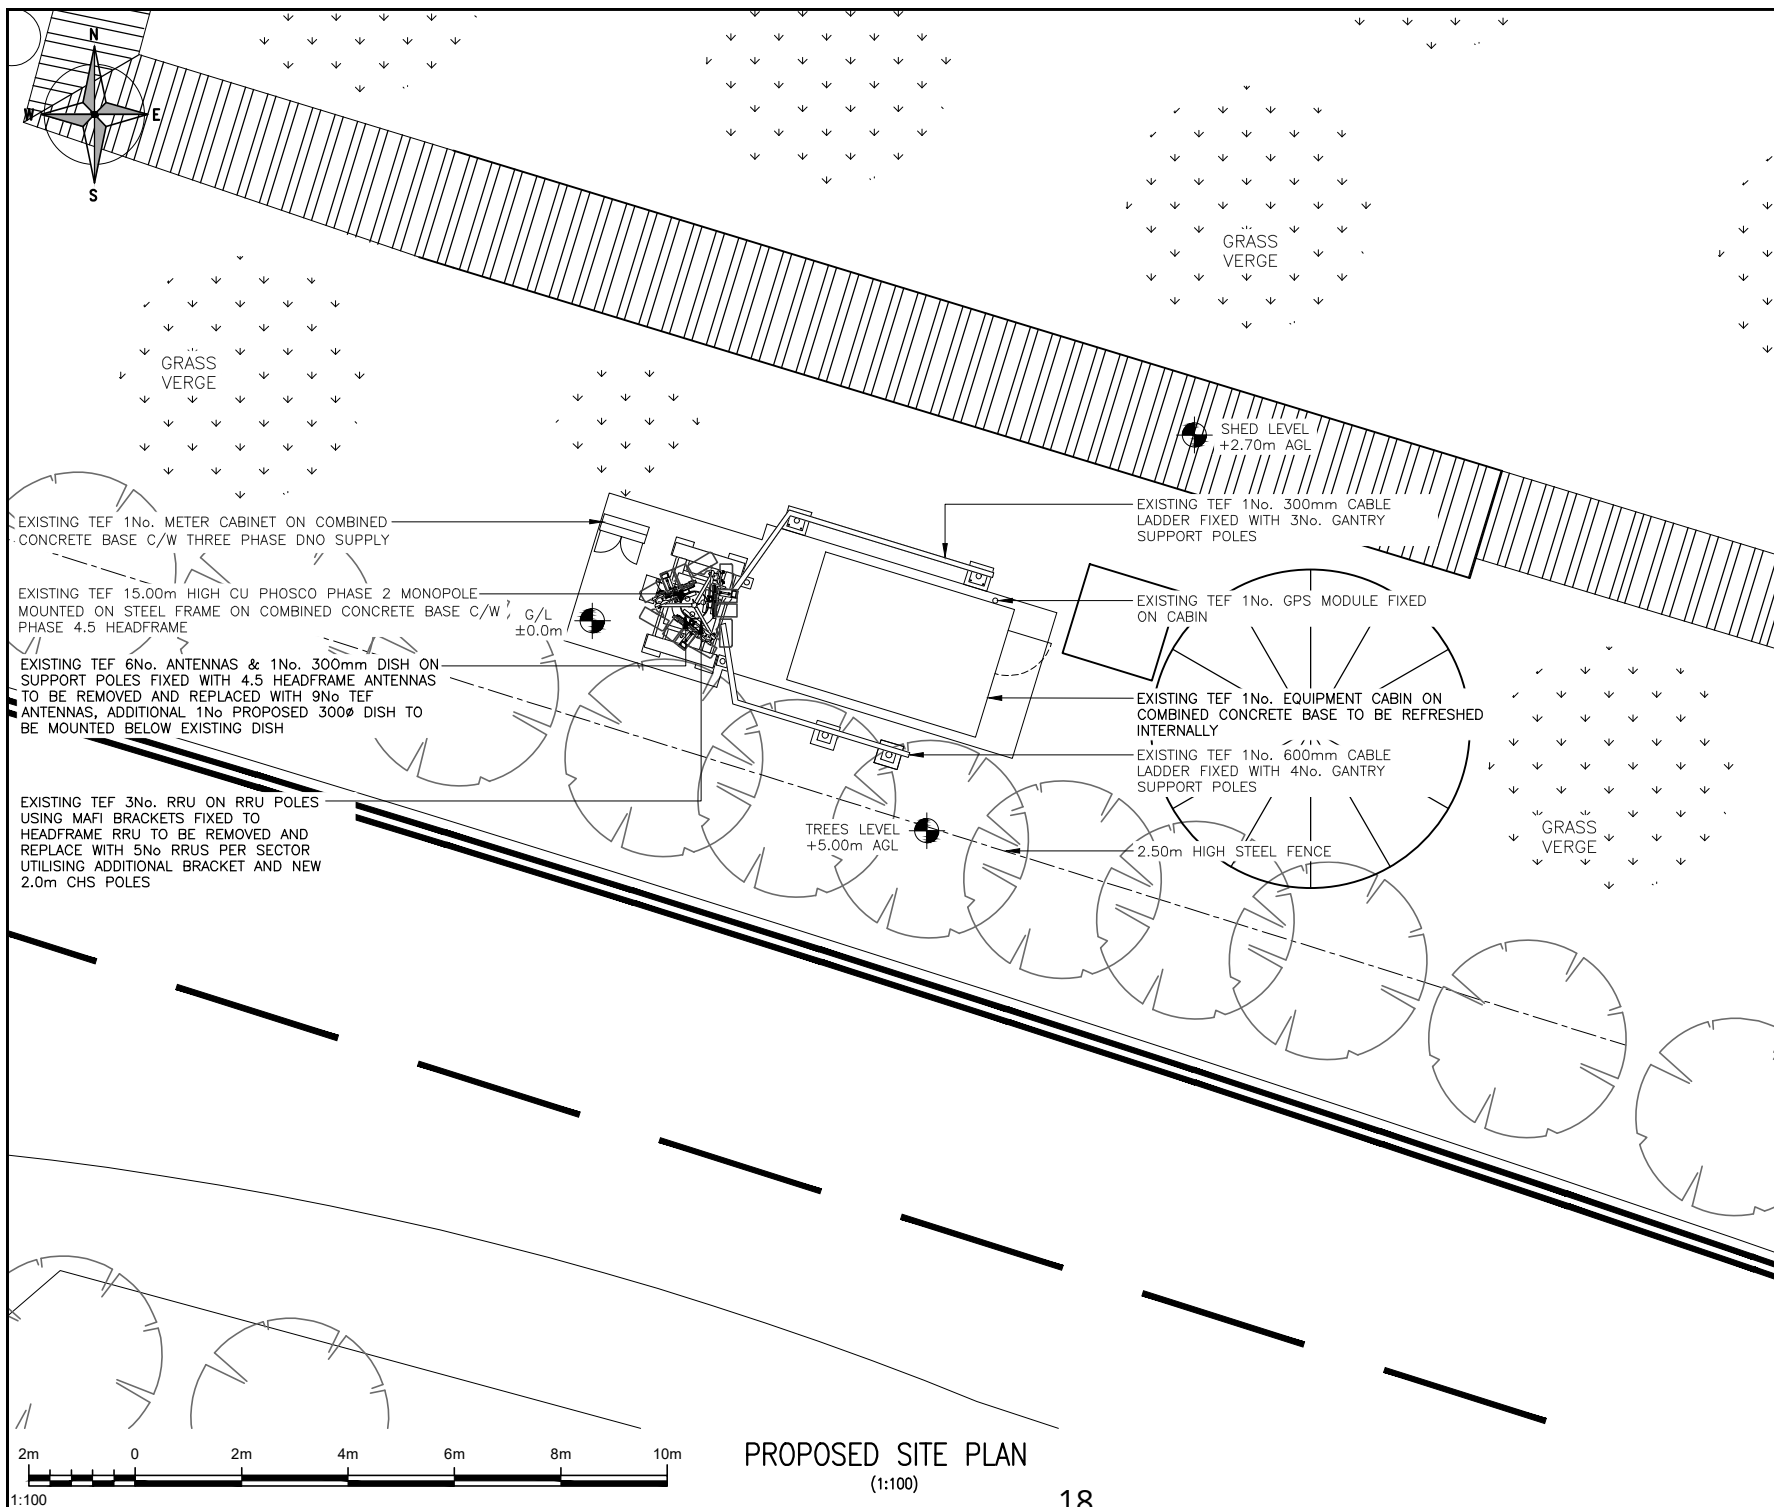 N
W
E
S
GRASS
VERGE
GRASS
VERGE
SHED LEVEL
+2.70m AGL
EXISTING TEF 1No. METER CABINET ON COMBINED
CONCRETE BASE C/W THREE PHASE DNO SUPPLY
EXISTING TEF 15.00m HIGH CU PHOSCO PHASE 2 MONOPOLE
MOUNTED ON STEEL FRAME ON COMBINED CONCRETE BASE C/W
PHASE 4.5 HEADFRAME
G/L
±0.0m
EXISTING TEF 6No. ANTENNAS & 1No. 300mm DISH ON
SUPPORT POLES FIXED WITH 4.5 HEADFRAME ANTENNAS
TO BE REMOVED AND REPLACED WITH 9No TEF
ANTENNAS, ADDITIONAL 1No PROPOSED 300ø DISH TO
BE MOUNTED BELOW EXISTING DISH
EXISTING TEF 3No. RRU ON RRU POLES
USING MAFI BRACKETS FIXED TO
HEADFRAME RRU TO BE REMOVED AND
REPLACE WITH 5No RRUS PER SECTOR
UTILISING ADDITIONAL BRACKET AND NEW
2.0m CHS POLES
EXISTING TEF 1No. 300mm CABLE
LADDER FIXED WITH 3No. GANTRY
SUPPORT POLES
EXISTING TEF 1No. GPS MODULE FIXED
ON CABIN
EXISTING TEF 1No. EQUIPMENT CABIN ON
COMBINED CONCRETE BASE TO BE REFRESHED
INTERNALLY
EXISTING TEF 1No. 600mm CABLE
LADDER FIXED WITH 4No. GANTRY
SUPPORT POLES
TREES LEVEL
+5.00m AGL
2.50m HIGH STEEL FENCE
GRASS
VERGE
2m 0 2m 4m 6m 8m 10m
1:100
PROPOSED SITE PLAN
(1:100)
18